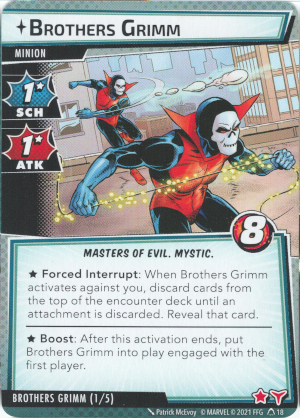 BROTHERS GRIMM
MINION
1★
SCH
1★
ATK
8
MASTERS OF EVIL. MYSTIC.
★ Forced Interrupt: When Brothers Grimm
activates against you, discard cards from
the top of the encounter deck until an
attachment is discarded. Reveal that card.
★ Boost: After this activation ends, put
Brothers Grimm into play engaged with the
first player.
BROTHERS GRIMM (1/5)
Patrick McEvoy © MARVEL © 2021 FFG 18